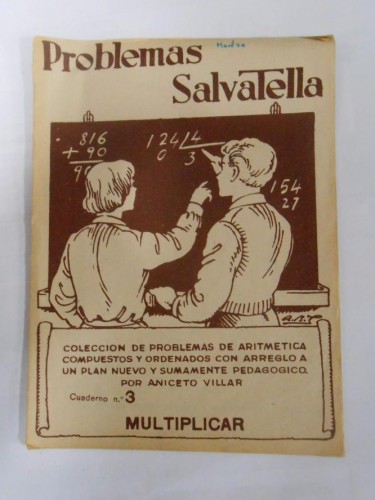 Problemas
Salvatella
816
+ 90
90
124 4
0 3
154
27
COLECCION DE PROBLEMAS DE ARITMETICA
COMPUESTOS Y ORDENADOS CON ARREGLO A
UN PLAN NUEVO Y SUMAMENTE PEDAGOGICO
POR ANICETO VILLAR
Cuaderno n.º 3
MULTIPLICAR